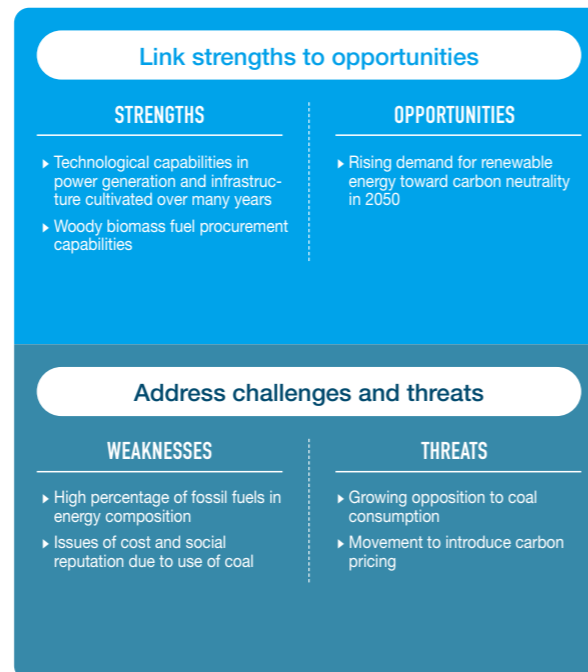 Link strengths to opportunities
STRENGTHS
▸ Technological capabilities in
power generation and infrastruc-
ture cultivated over many years
▸ Woody biomass fuel procurement
capabilities
OPPORTUNITIES
▸ Rising demand for renewable
energy toward carbon neutrality
in 2050
Address challenges and threats
WEAKNESSES
▸ High percentage of fossil fuels in
energy composition
▸ Issues of cost and social
reputation due to use of coal
THREATS
▸ Growing opposition to coal
consumption
▸ Movement to introduce carbon
pricing